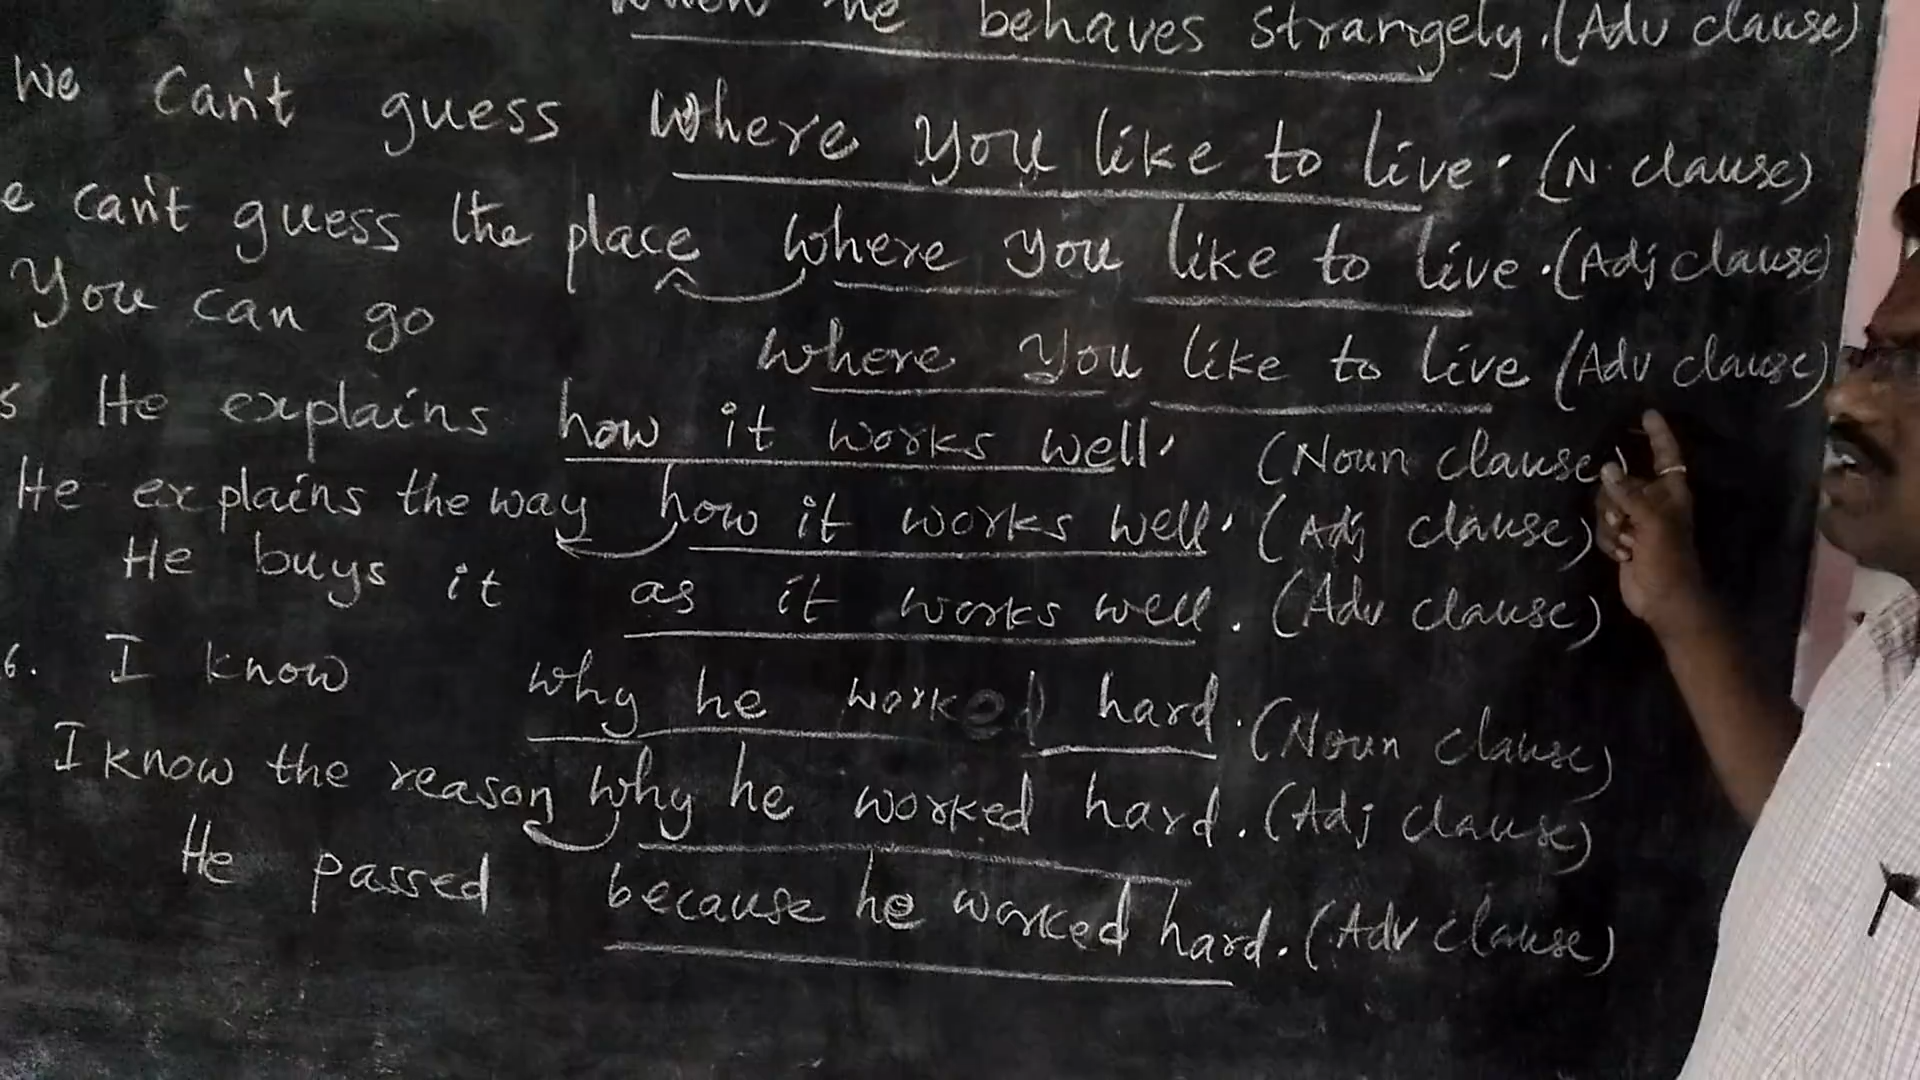 when he behaves strangely. (Adv clause)
We can't guess where you like to live. (N. clause)
e can't guess the place where you like to live. (Adj clause)
You can go where you like to live (Adv clause)
5 He explains how it works well. (Noun clause)
He explains the way how it works well. (Adj clause)
He buys it as it works well. (Adv clause)
6. I know why he worked hard. (Noun clause)
I know the reason why he worked hard. (Adj clause)
He passed because he worked hard. (Adv clause)